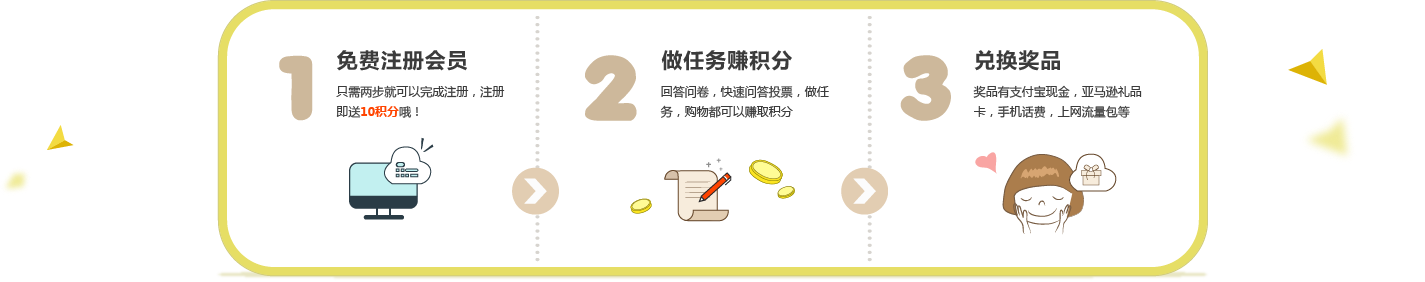 1
免费注册会员
只需两步就可以完成注册，注册
即送10积分哦！
2
做任务赚积分
回答问卷，快速问答投票，做任
务，购物都可以赚取积分
3
兑换奖品
奖品有支付宝现金，亚马逊礼品
卡，手机话费，上网流量包等